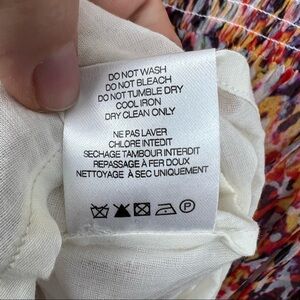 DO NOT WASH
DO NOT BLEACH
DO NOT TUMBLE DRY
COOL IRON
DRY CLEAN ONLY
NE PAS LAVER
CHLORE INTEDIT
SECHAGE TAMBOUR INTERDIT
REPASSAGE À FER DOUX
NETTOYAGE À SEC UNIQUEMENT
P